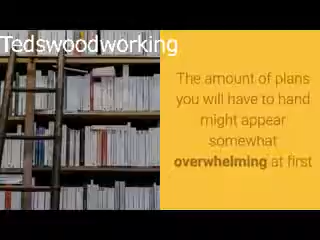 Tedswoodworking
The amount of plans
you will have to hand
might appear
somewhat
overwhelming at first